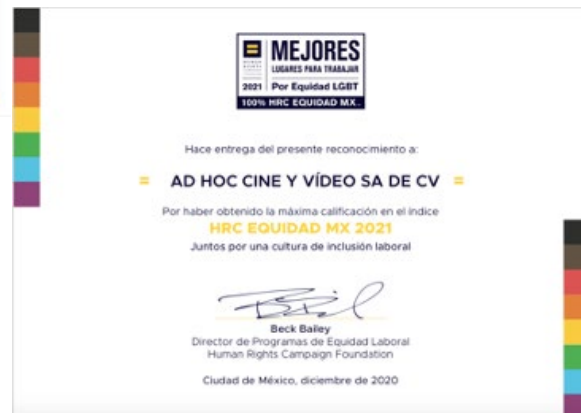 MEJORES
LUGARES PARA TRABAJAR
2021 Por Equidad LGBT
100% HRC EQUIDAD MX
Hace entrega del presente reconocimiento a:
= AD HOC CINE Y VÍDEO SA DE CV =
Por haber obtenido la máxima calificación en el índice
HRC EQUIDAD MX 2021
Juntos por una cultura de inclusión laboral
Beck Bailey
Director de Programas de Equidad Laboral
Human Rights Campaign Foundation
Ciudad de México, diciembre de 2020